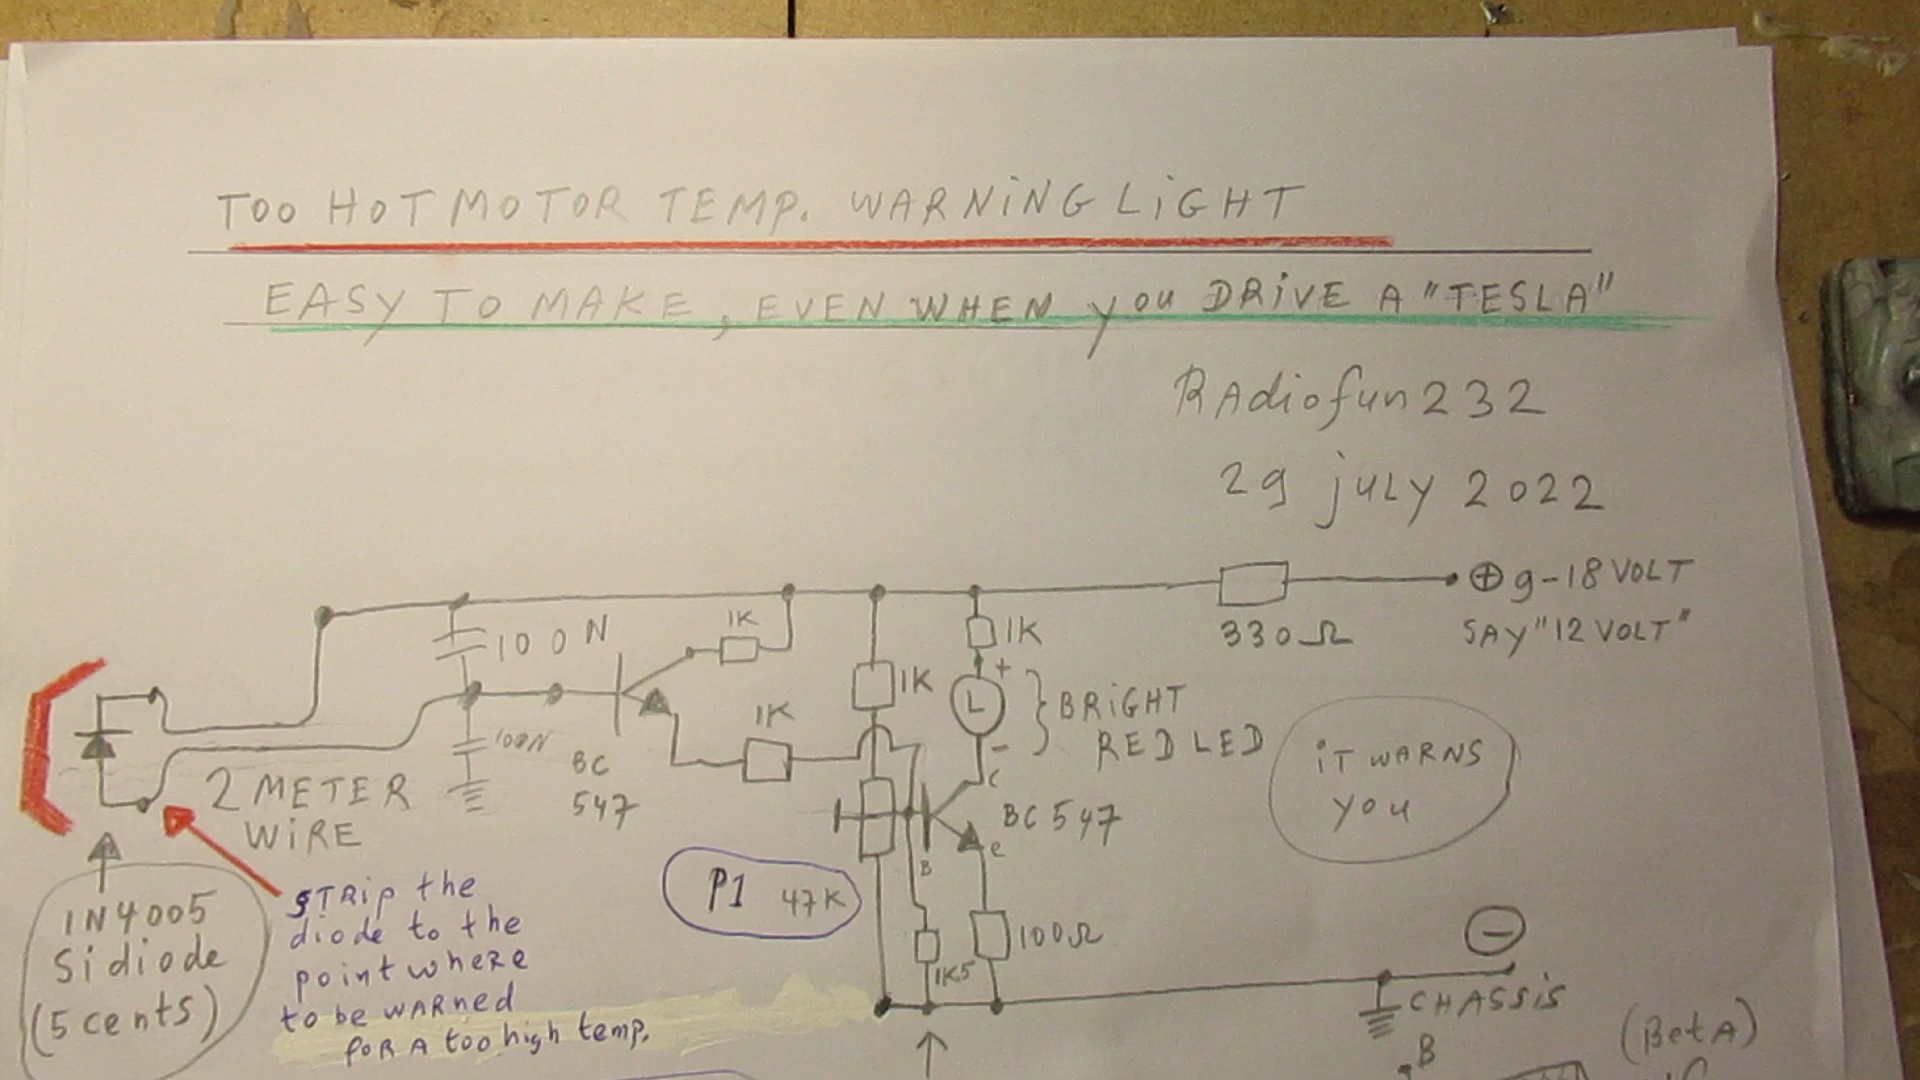 TOO HOT MOTOR TEMP. WARNING LIGHT
EASY TO MAKE, EVEN WHEN you DRIVE A "TESLA"
RAdiofun232
29 july 2022
⊕ 9-18 VOLT
SAY "12 VOLT"
330Ω
100N
1K
1K
1K
1K
+
L
-
BRIGHT
RED LED
iT WARNS
you
100N
BC
547
2 METER
WIRE
C
BC 547
e
B
P1 47K
1N4005
Si diode
(5 cents)
STRip the
diode to the
point where
to be WARned
foR A too high temp.
1K5
100Ω
-
CHASSIS
B
(BetA)